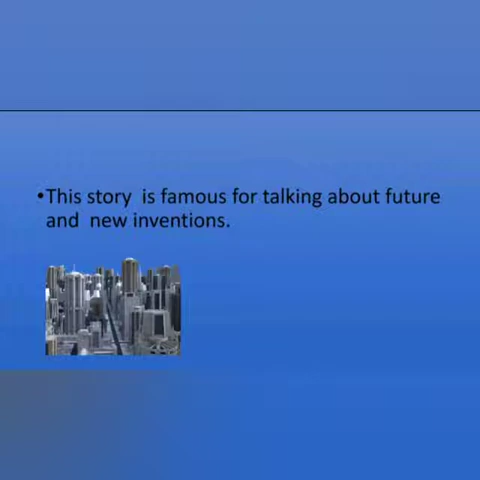 •This story  is famous for talking about future
and  new inventions.